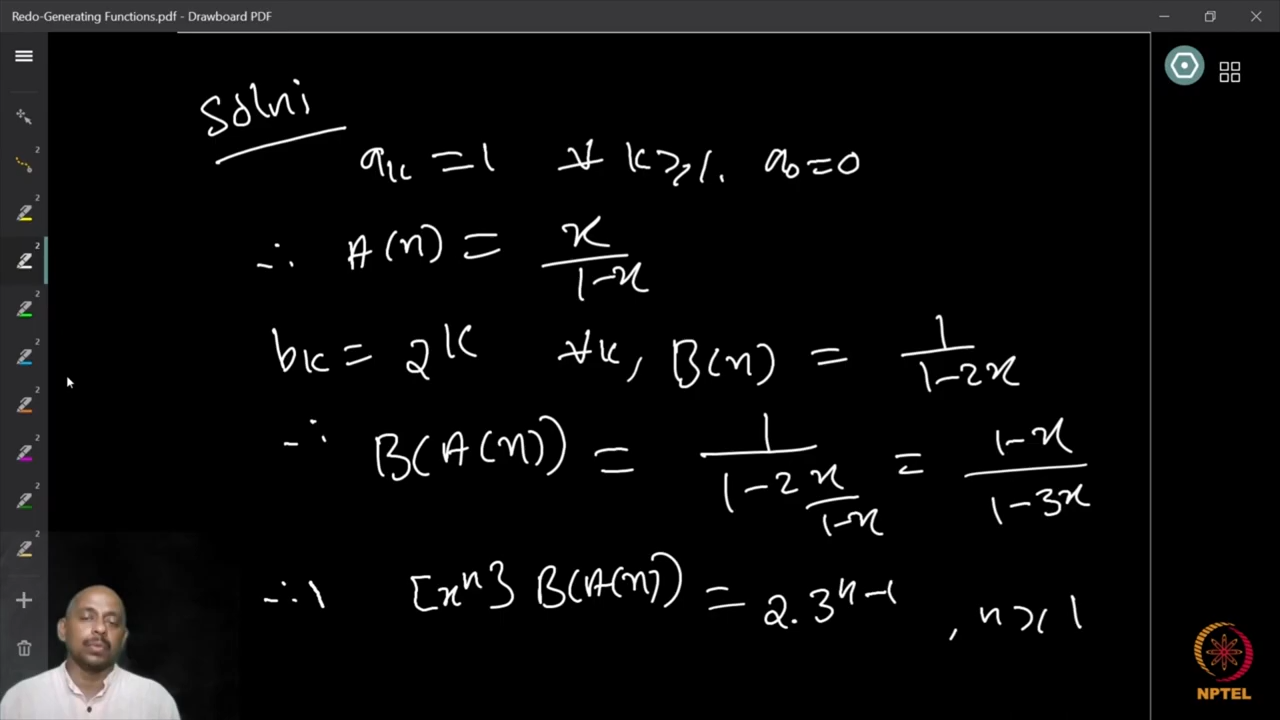 Redo-Generating Functions.pdf - Drawboard PDF
Soln:
a_k = 1 ∀ k ≥ 1. a_0 = 0
∴ A(x) = x/(1-x)
b_k = 2^k ∀k, B(x) = 1/(1-2x)
∴ B(A(x)) = 1/(1-2 x/(1-x)) = (1-x)/(1-3x)
∴ [x^n] B(A(x)) = 2.3^(n-1) , n ≥ 1
NPTEL